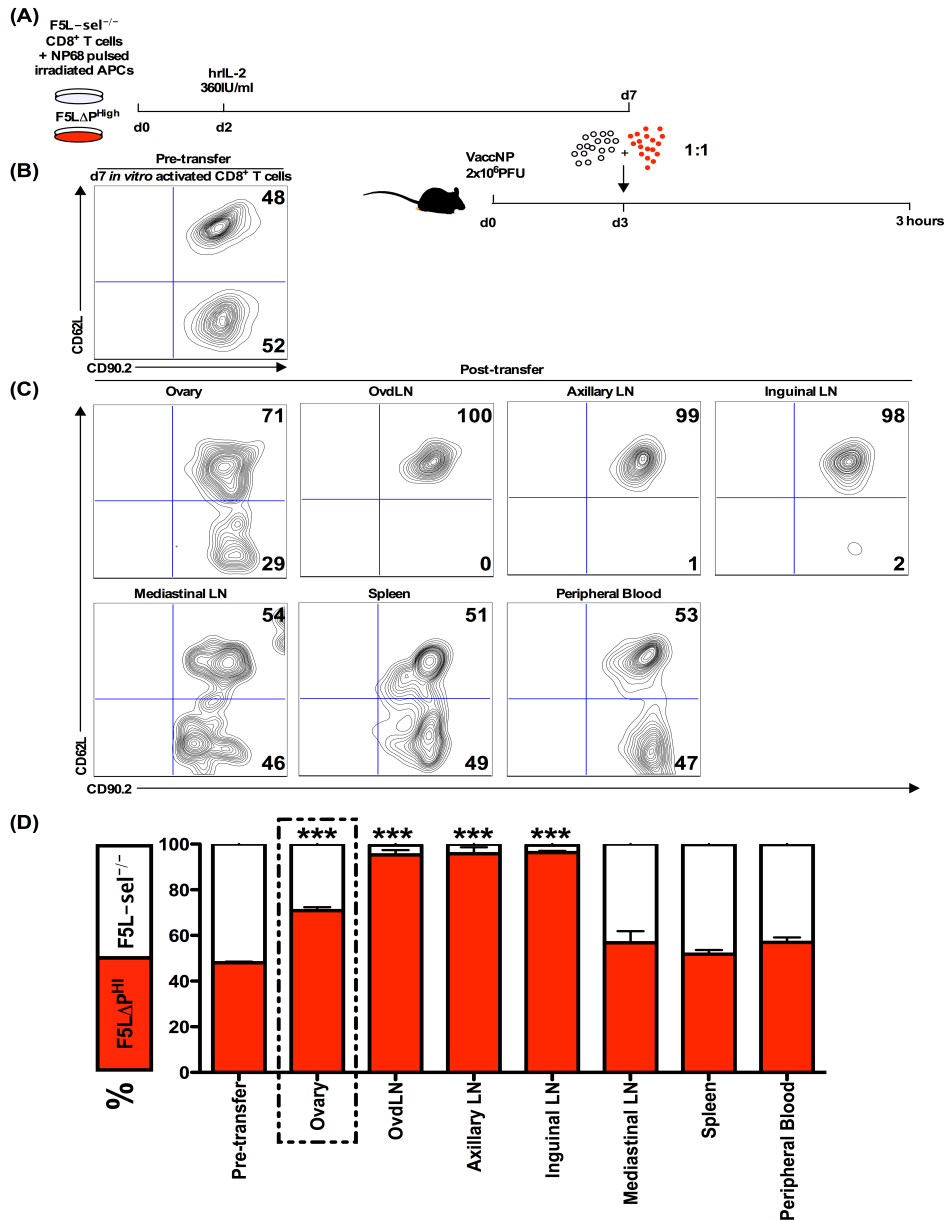 (A)
F5L-sel⁻/⁻
CD8⁺ T cells
+ NP68 pulsed
irradiated APCs
F5LΔPᴴⁱᵍʰ
hrIL-2
360IU/ml
d0
d2
d7
1:1
VaccNP
2x10⁶PFU
+
d0
d3
3 hours
(B)
Pre-transfer
d7 in vitro activated CD8⁺ T cells
48
52
CD62L
CD90.2
(C)
Post-transfer
Ovary
OvdLN
Axillary LN
Inguinal LN
71
100
99
98
29
0
1
2
Mediastinal LN
Spleen
Peripheral Blood
54
51
53
46
49
47
CD62L
CD90.2
(D)
F5L-sel⁻/⁻
F5LΔPᴴᴵ
%
100
80
60
40
20
0
***
***
***
***
Pre-transfer
Ovary
OvdLN
Axillary LN
Inguinal LN
Mediastinal LN
Spleen
Peripheral Blood